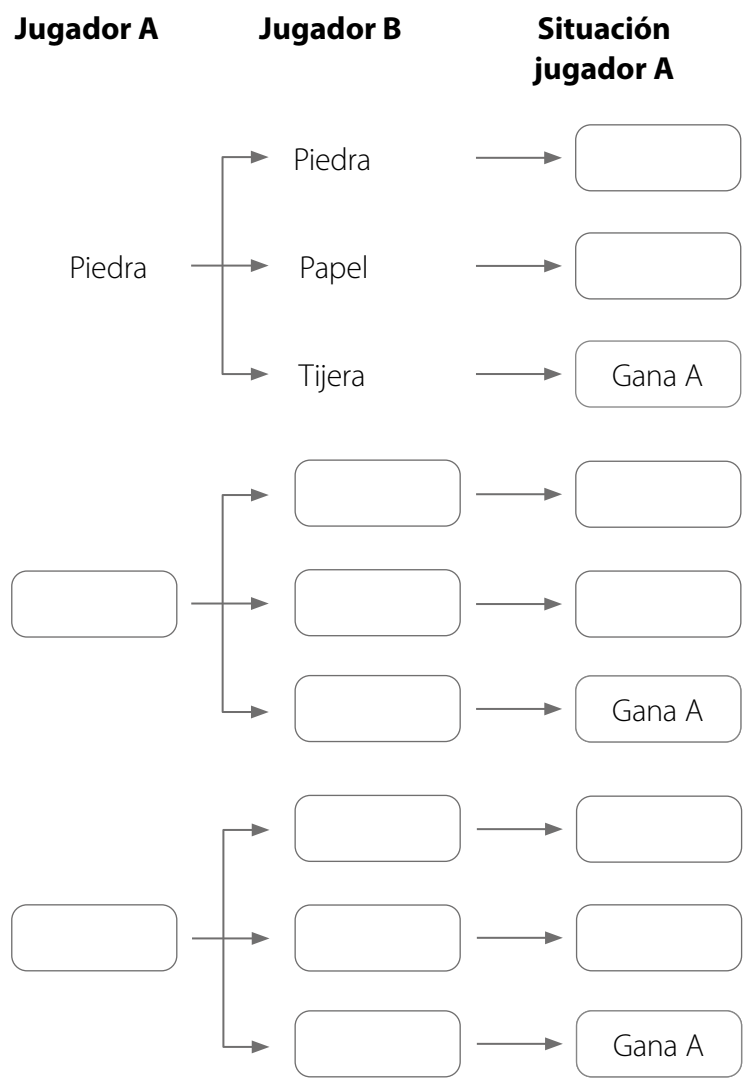 Jugador A Jugador B Situación
jugador A
Piedra
Piedra Papel
Tijera Gana A
Gana A
Gana A